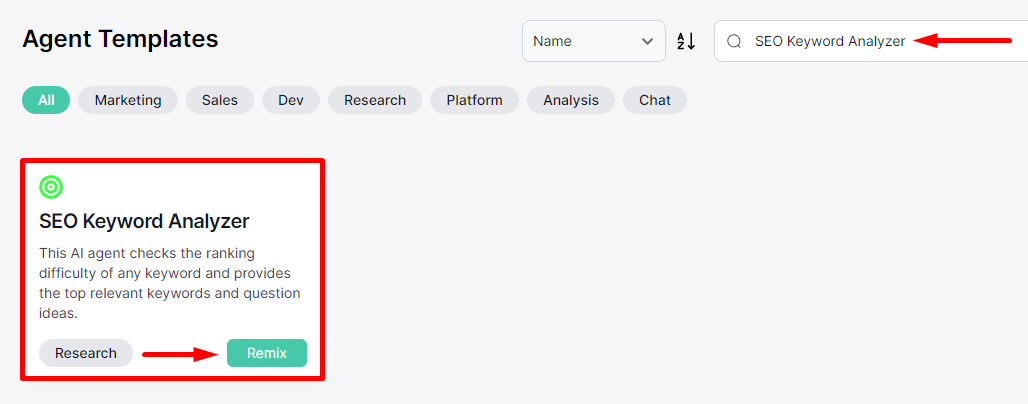 Agent Templates
Name
SEO Keyword Analyzer
All
Marketing
Sales
Dev
Research
Platform
Analysis
Chat
SEO Keyword Analyzer
This AI agent checks the ranking
difficulty of any keyword and provides
the top relevant keywords and question
ideas.
Research
Remix